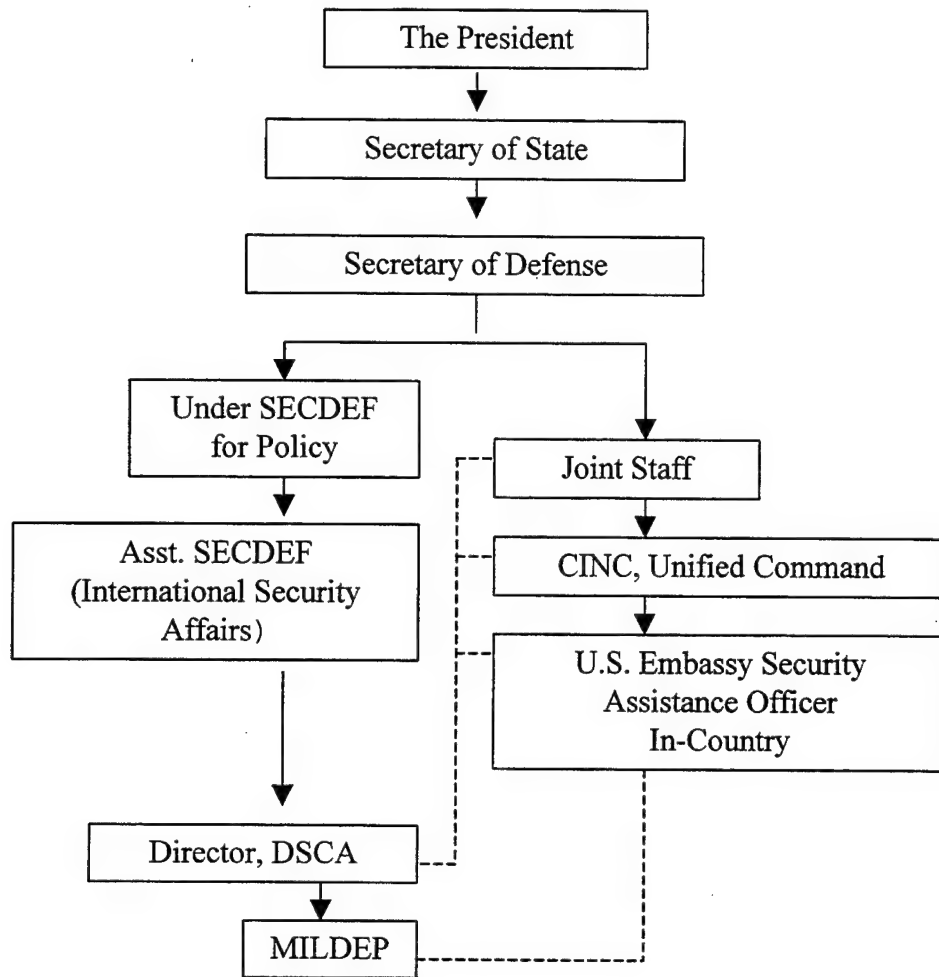 The President
Secretary of State
Secretary of Defense
Under SECDEF
for Policy
Joint Staff
Asst. SECDEF
(International Security
Affairs)
CINC, Unified Command
U.S. Embassy Security
Assistance Officer
In-Country
Director, DSCA
MILDEP